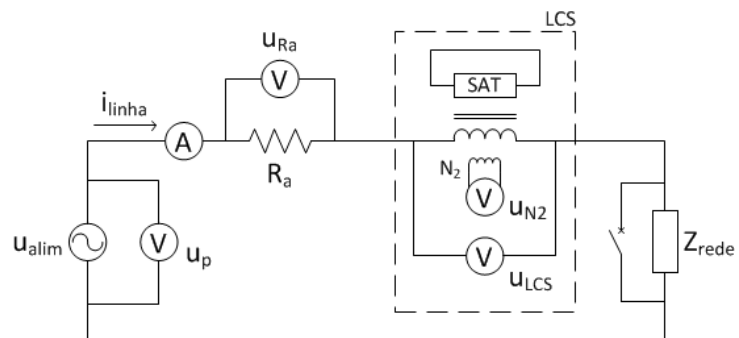 LCS
u_Ra
V
SAT
i_linha
A
R_a
N_2
V
u_N2
u_alim
V
u_p
V
u_LCS
Z_rede